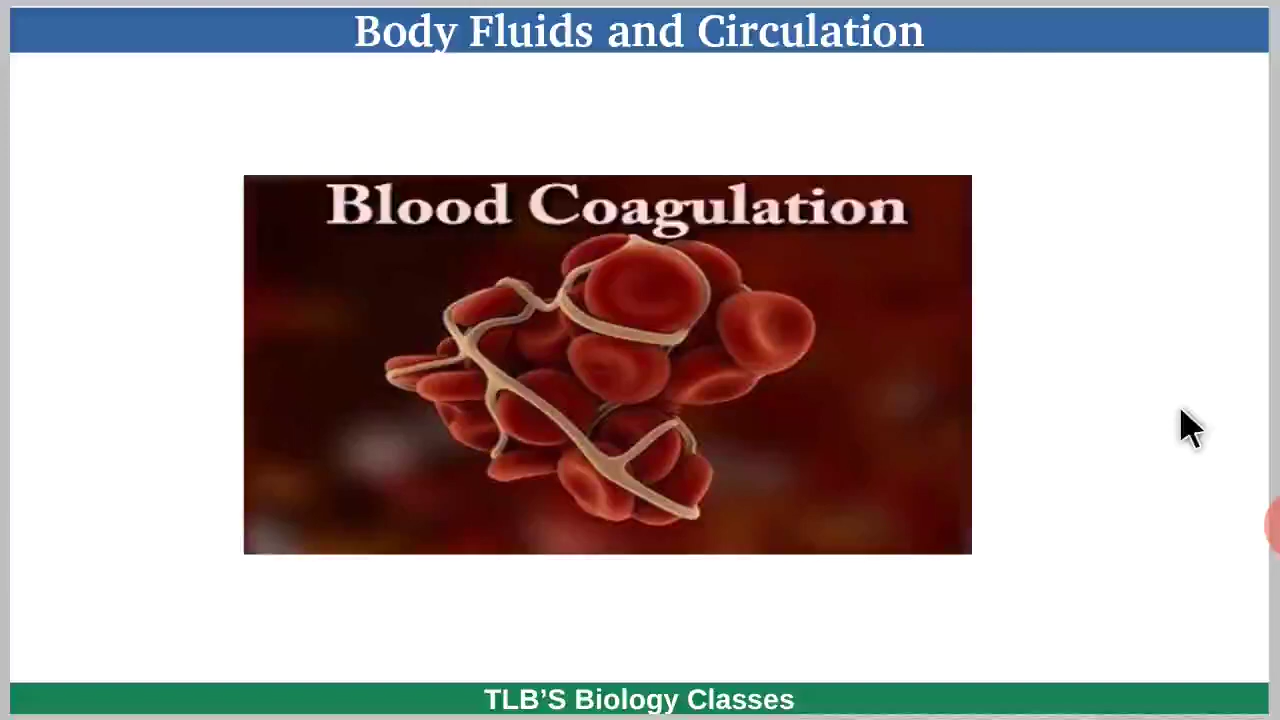 Body Fluids and Circulation
Blood Coagulation
TLB’S Biology Classes